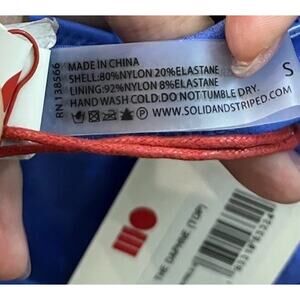 RN 138566
MADE IN CHINA
SHELL:80%NYLON 20%ELASTANE
LINING:92%NYLON 8%ELASTANE
HAND WASH COLD.DO NOT TUMBLE DRY.
WWW.SOLIDANDSTRIPED.COM
S
THE DAPHNE (TOP)